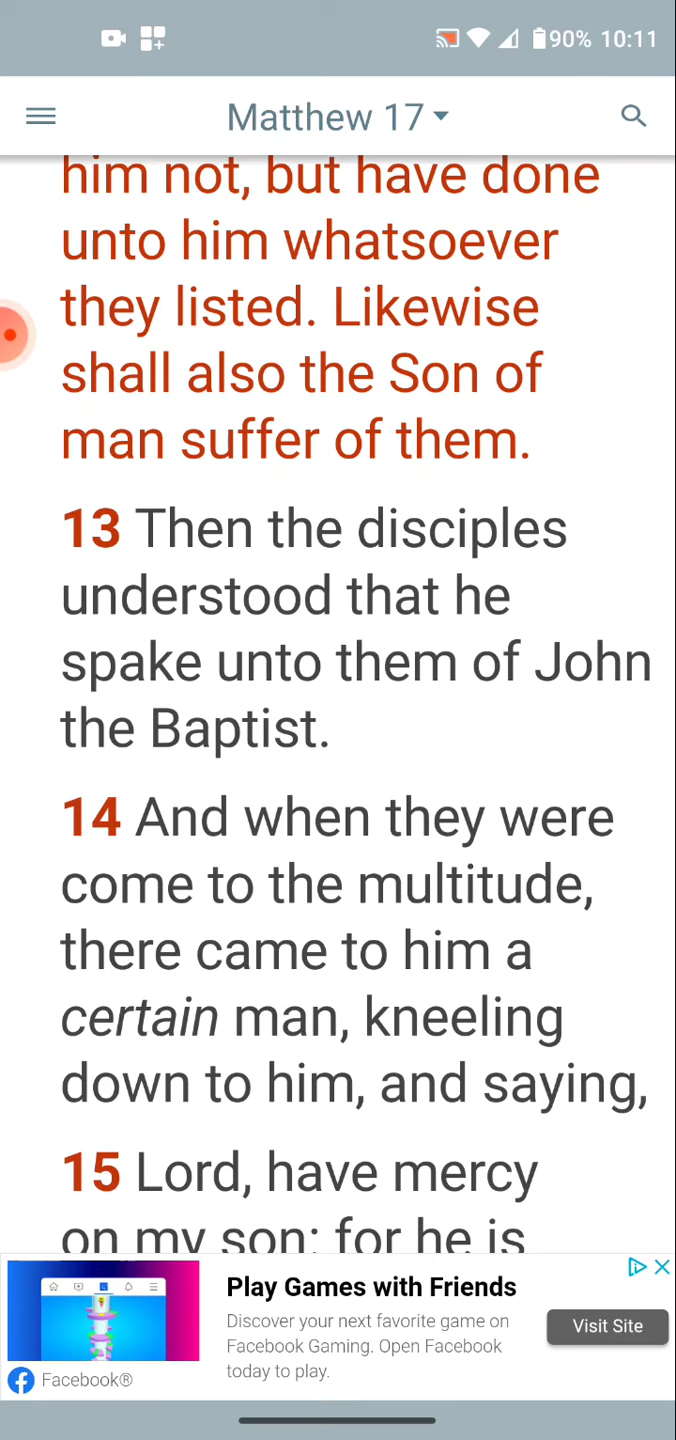 90% 10:11
Matthew 17
him not, but have done
unto him whatsoever
they listed. Likewise
shall also the Son of
man suffer of them.
13 Then the disciples
understood that he
spake unto them of John
the Baptist.
14 And when they were
come to the multitude,
there came to him a
certain man, kneeling
down to him, and saying,
15 Lord, have mercy
on my son: for he is
Play Games with Friends
Discover your next favorite game on
Facebook Gaming. Open Facebook
today to play.
Visit Site
Facebook®